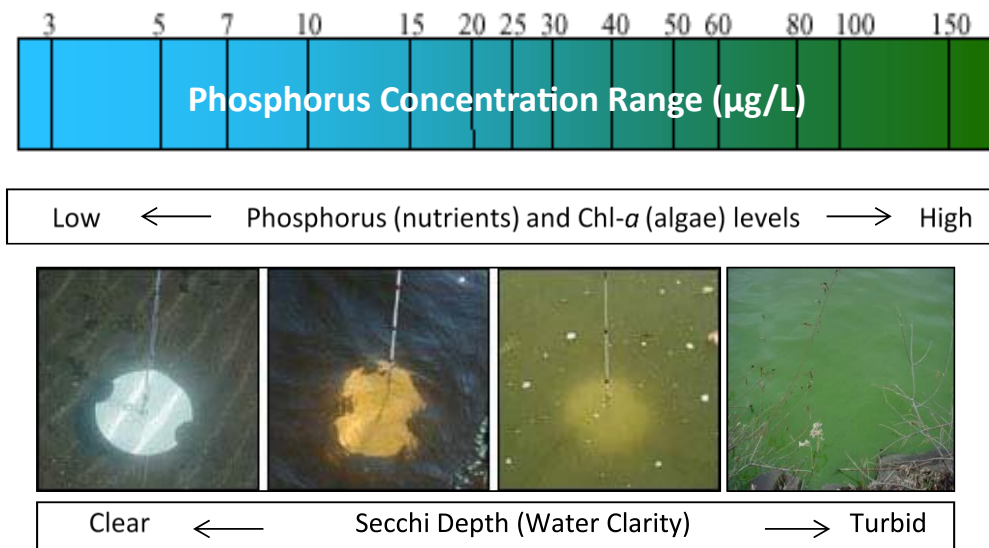 3 5 7 10 15 20 25 30 40 50 60 80 100 150
Phosphorus Concentration Range (µg/L)
Low Phosphorus (nutrients) and Chl-a (algae) levels High
Clear Secchi Depth (Water Clarity) Turbid